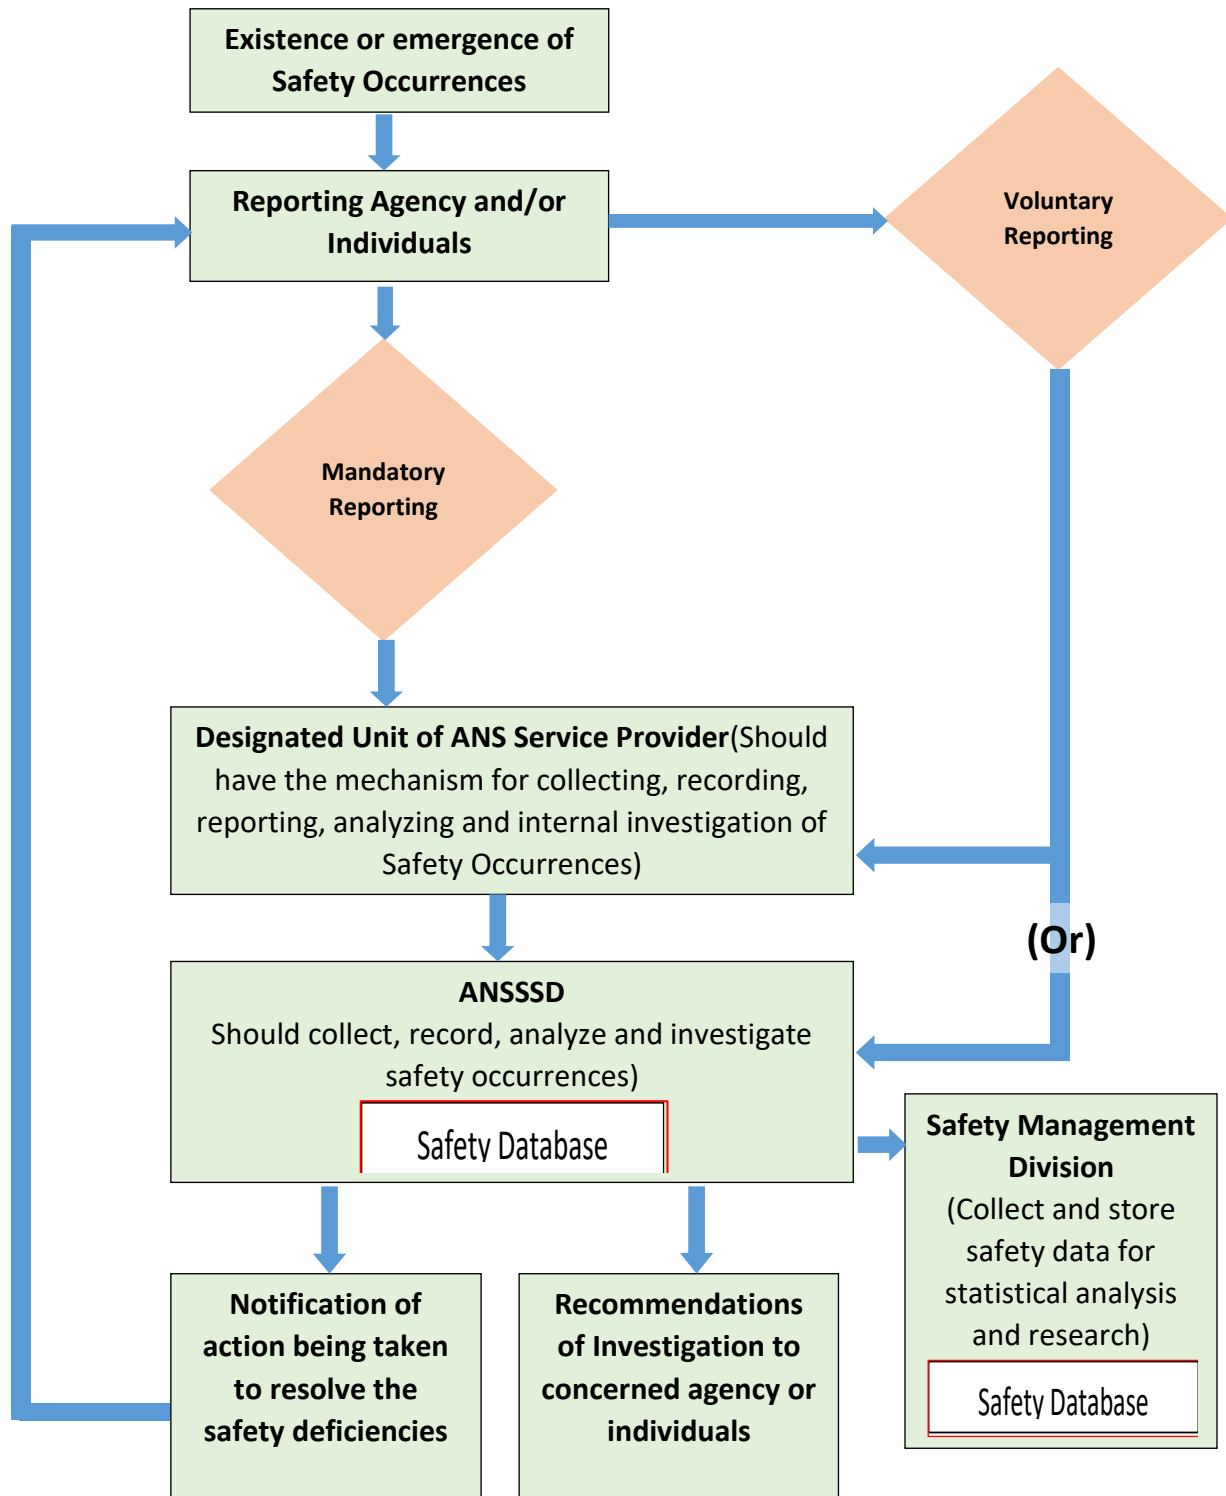 Existence or emergence of
Safety Occurrences
Reporting Agency and/or
Individuals
Voluntary
Reporting
Mandatory
Reporting
Designated Unit of ANS Service Provider(Should
have the mechanism for collecting, recording,
reporting, analyzing and internal investigation of
Safety Occurrences)
(Or)
ANSSSD
Should collect, record, analyze and investigate
safety occurrences)
Safety Database
Safety Management
Division
(Collect and store
safety data for
statistical analysis
and research)
Safety Database
Notification of
action being taken
to resolve the
safety deficiencies
Recommendations
of Investigation to
concerned agency or
individuals